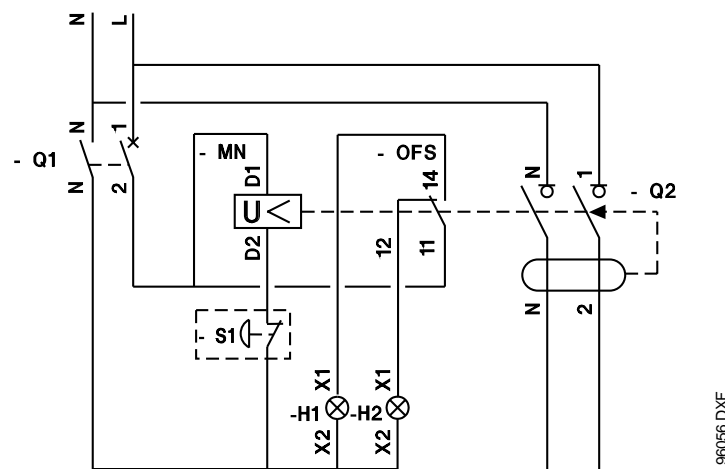 N
L
N
1
- Q1
N
2
- MN
D1
U <
D2
- S1
- OFS
14
12
11
N
1
- Q2
N
2
X1
X1
-H1
-H2
X2
X2
96056.DXF